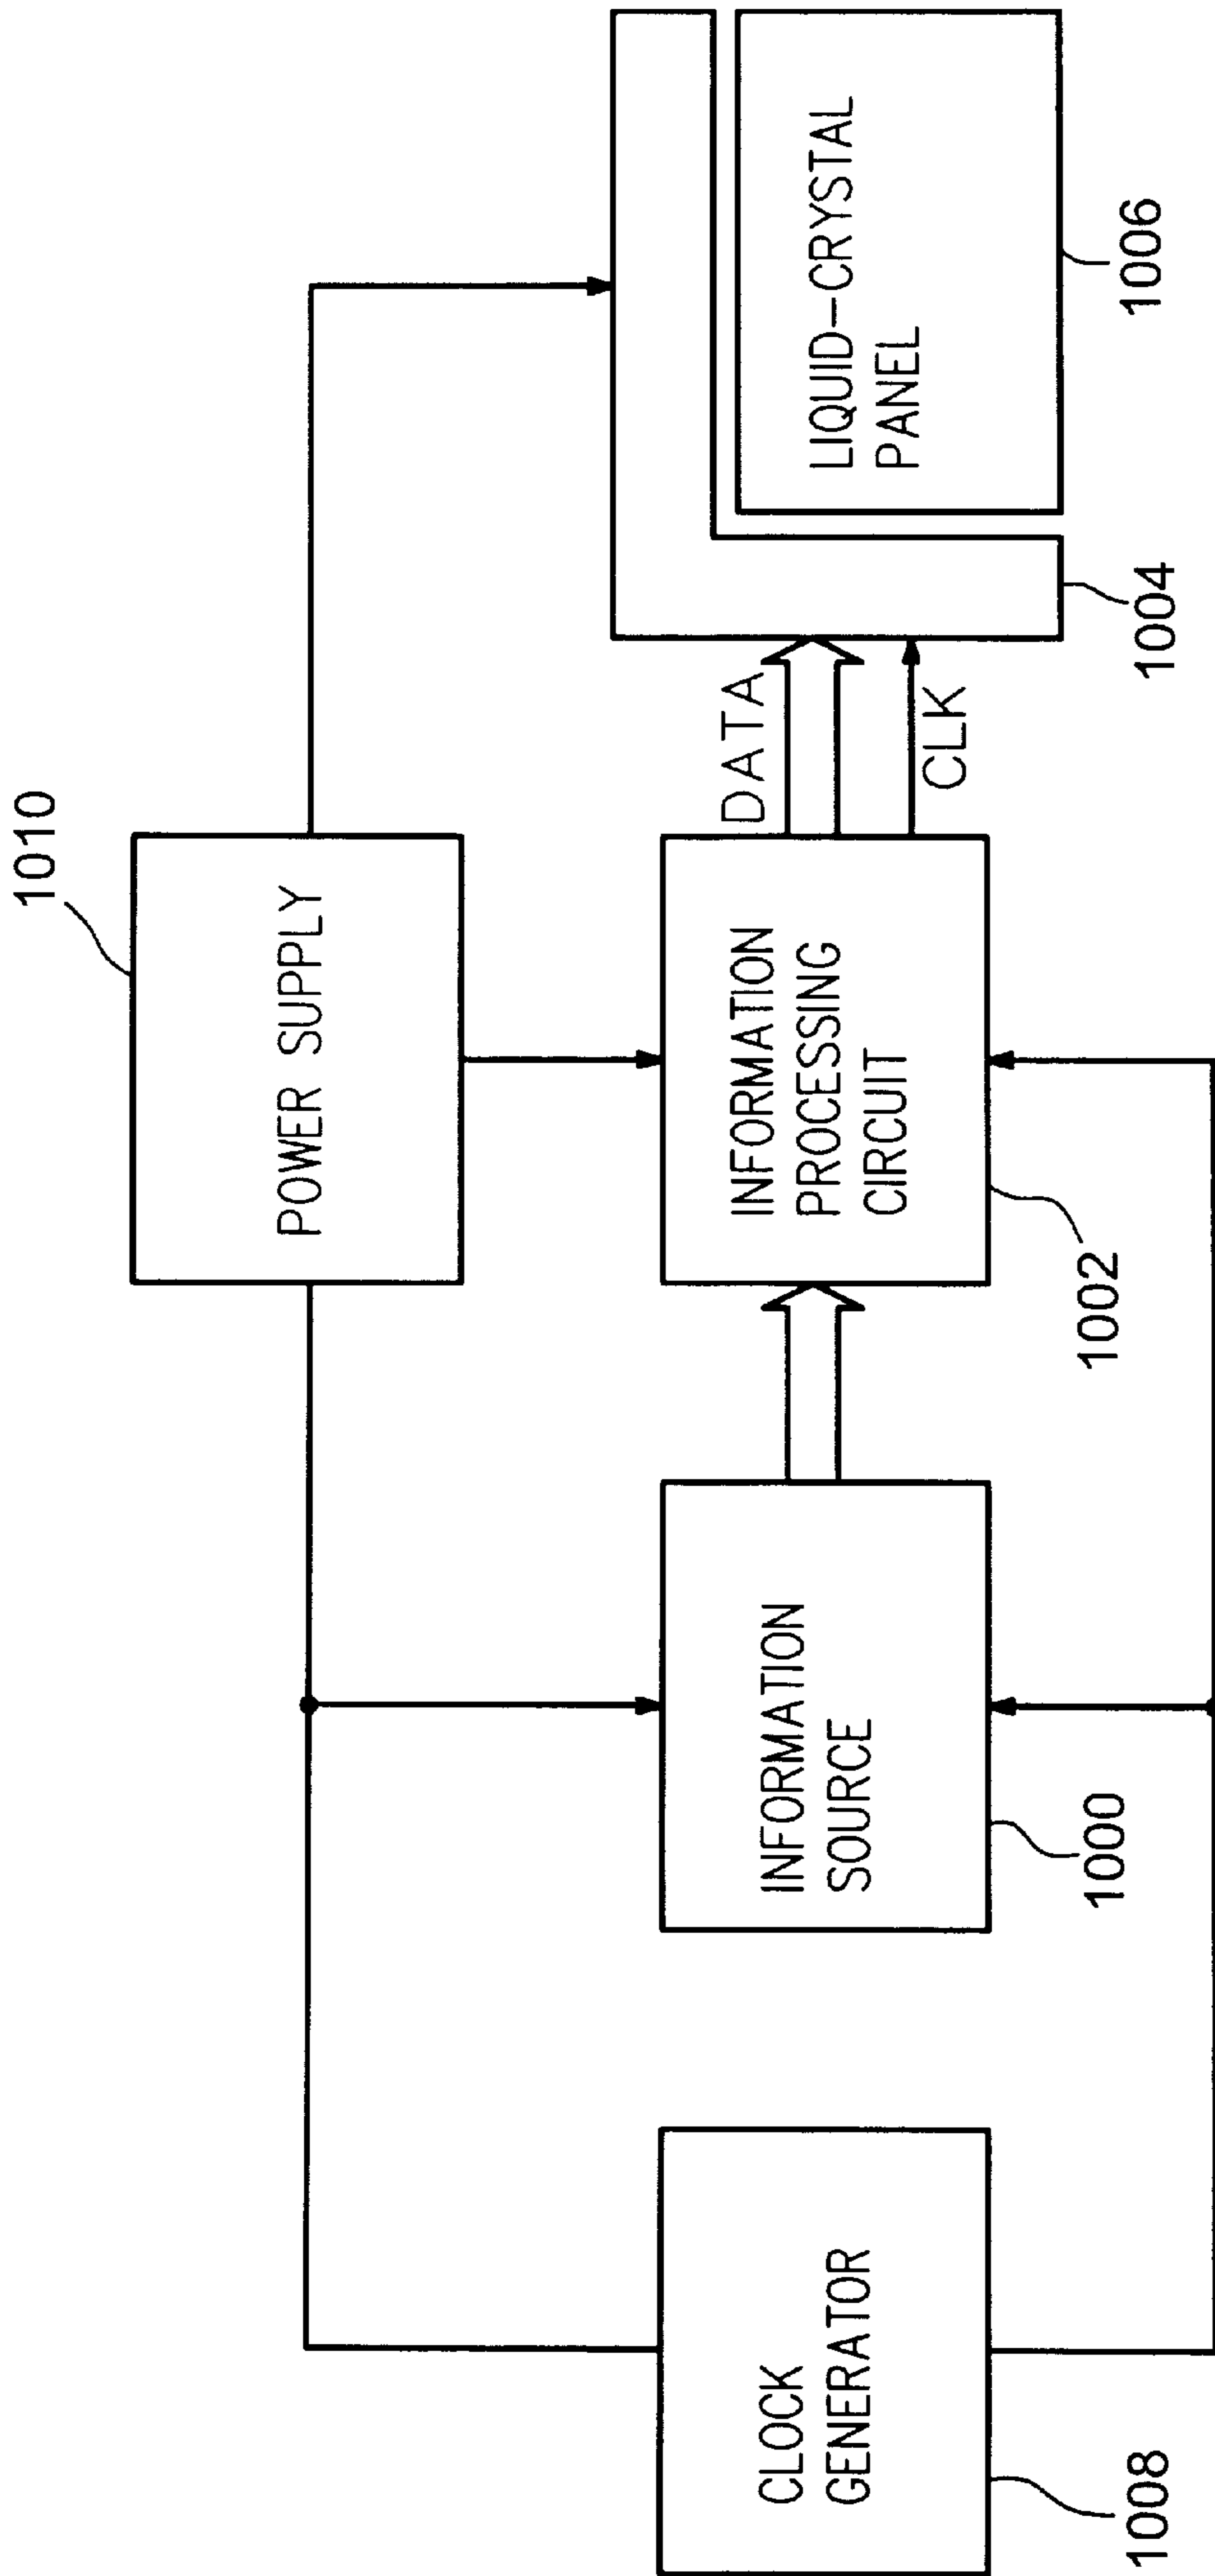 1010
POWER SUPPLY
CLOCK
GENERATOR
1008
INFORMATION
SOURCE
1000
INFORMATION
PROCESSING
CIRCUIT
1002
DATA
CLK
1004
LIQUID-CRYSTAL
PANEL
1006